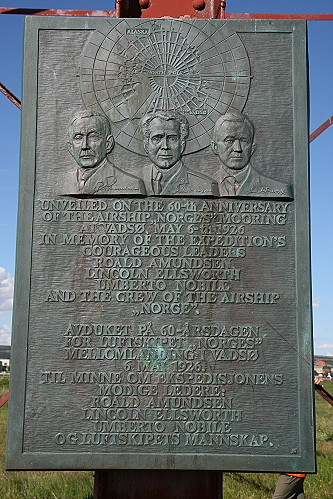 ALASKA
UNVEILED ON THE 60-TH ANNIVERSARY
OF THE AIRSHIP „NORGES” MOORING
AT VADSØ MAY 6-TH 1926
IN MEMORY OF THE EXPEDITION'S
COURAGEOUS LEADERS
ROALD AMUNDSEN
LINCOLN ELLSWORTH
UMBERTO NOBILE
AND THE CREW OF THE AIRSHIP
„NORGE”.
AVDUKET PÅ 60-ÅRSDAGEN
FOR LUFTSKIPET „NORGES”
MELLOMLANDING I VADSØ
6. MAI 1926.
TIL MINNE OM EKSPEDISJONENS
MODIGE LEDERE:
ROALD AMUNDSEN
LINCOLN ELLSWORTH
UMBERTO NOBILE
OG LUFTSKIPETS MANNSKAP.